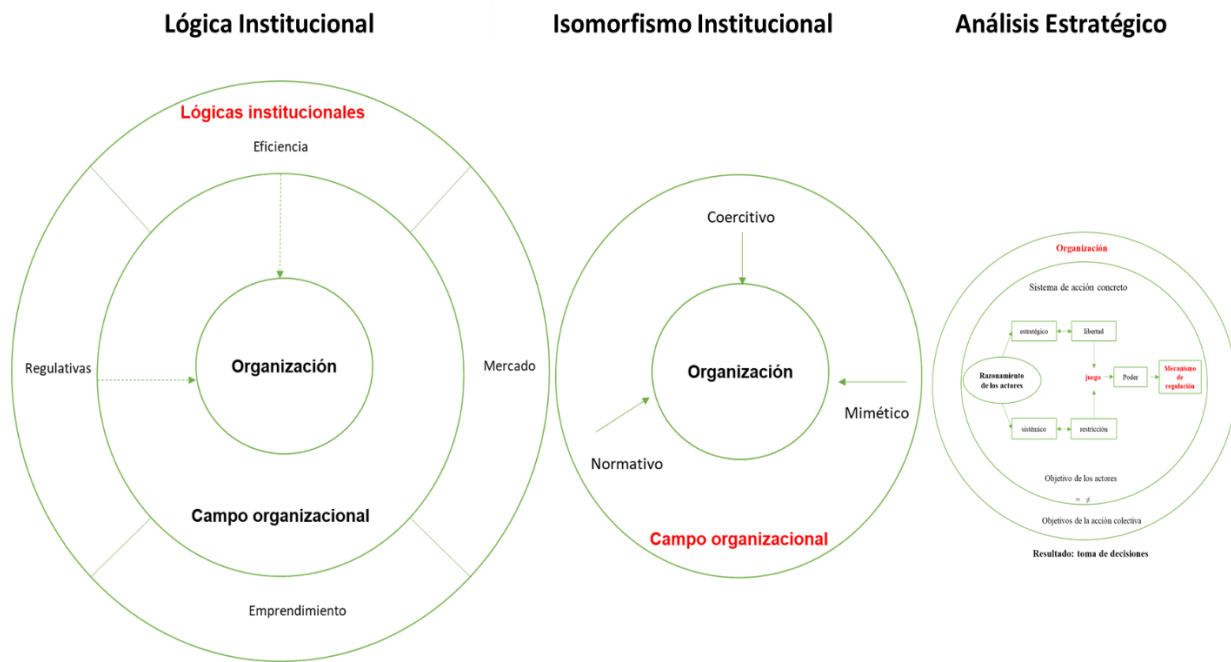 Lógica Institucional
Isomorfismo Institucional
Análisis Estratégico
Lógicas institucionales
Eficiencia
Regulativas
Organización
Mercado
Campo organizacional
Emprendimiento
Coercitivo
Organización
Mimético
Normativo
Campo organizacional
Organización
Sistema de acción concreto
estratégico
libertad
Razonamiento
de los actores
juego
Poder
Mecanismo
de
regulación
sistémico
restricción
Objetivo de los actores
= ≠
Objetivos de la acción colectiva
Resultado: toma de decisiones